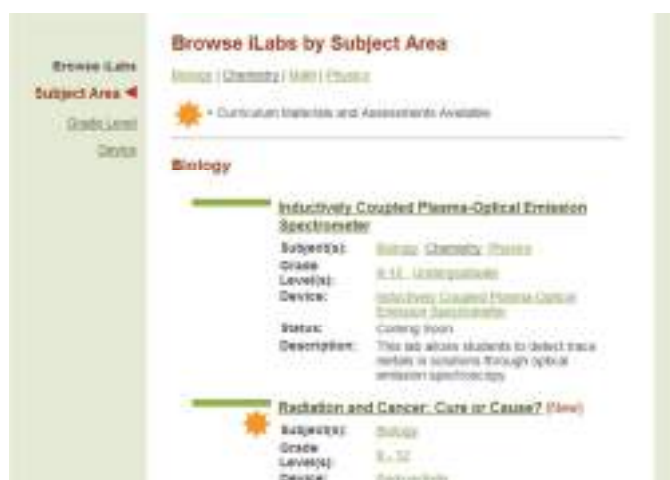 Browse iLabs by Subject Area
Browse iLabs
Subject Area
Grade Level
Device
Biology | Chemistry | Math | Physics
= Curriculum Materials and Assessments Available
Biology
Inductively Coupled Plasma-Optical Emission
Spectrometer
Subject(s): Biology Chemistry Physics
Grade
Level(s): 9-12 Undergraduate
Device: Inductively Coupled Plasma-Optical
Emission Spectrometer
Status: Coming Soon
Description: This lab allows students to detect trace
metals in solutions through optical
emission spectroscopy.
Radiation and Cancer: Cure or Cause? (New)
Subject(s): Biology
Grade
Level(s): 9 - 12
Device: